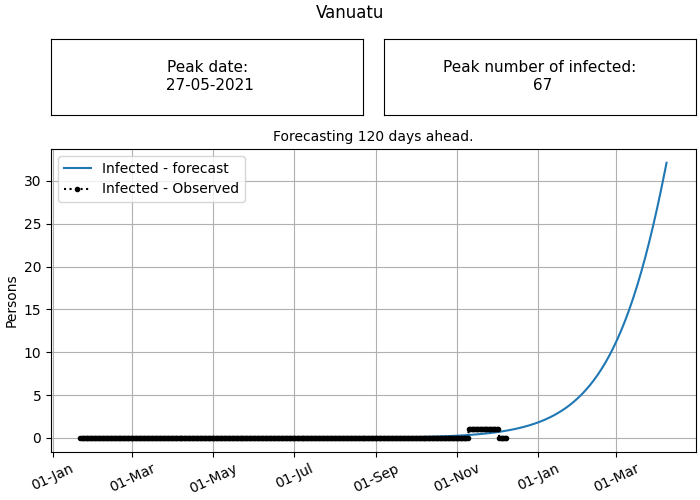 Vanuatu
Peak date:
27-05-2021
Peak number of infected:
67
Forecasting 120 days ahead.
Infected - forecast
Infected - Observed
Persons
30
25
20
15
10
5
0
01-Jan
01-Mar
01-May
01-Jul
01-Sep
01-Nov
01-Jan
01-Mar